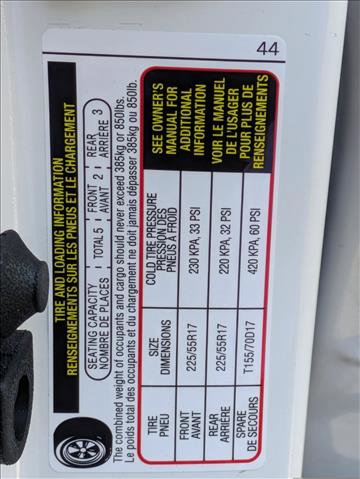 44
TIRE AND LOADING INFORMATION
RENSEIGNEMENTS SUR LES PNEUS ET LE CHARGEMENT
SEATING CAPACITY TOTAL 5 FRONT 2 REAR 3
NOMBRE DE PLACES AVANT ARRIÈRE
The combined weight of occupants and cargo should never exceed 385kg or 850lbs.
Le poids total des occupants et du chargement ne doit jamais dépasser 385kg ou 850lb.
TIRE
PNEU
SIZE
DIMENSIONS
COLD TIRE PRESSURE
PRESSION DES
PNEUS À FROID
SEE OWNER'S
MANUAL FOR
ADDITIONAL
INFORMATION
VOIR LE MANUEL
DE L'USAGER
POUR PLUS DE
RENSEIGNEMENTS
FRONT
AVANT
225/55R17
230 KPA, 33 PSI
REAR
ARRIÈRE
225/55R17
220 KPA, 32 PSI
SPARE
DE SECOURS
T155/70D17
420 KPA, 60 PSI